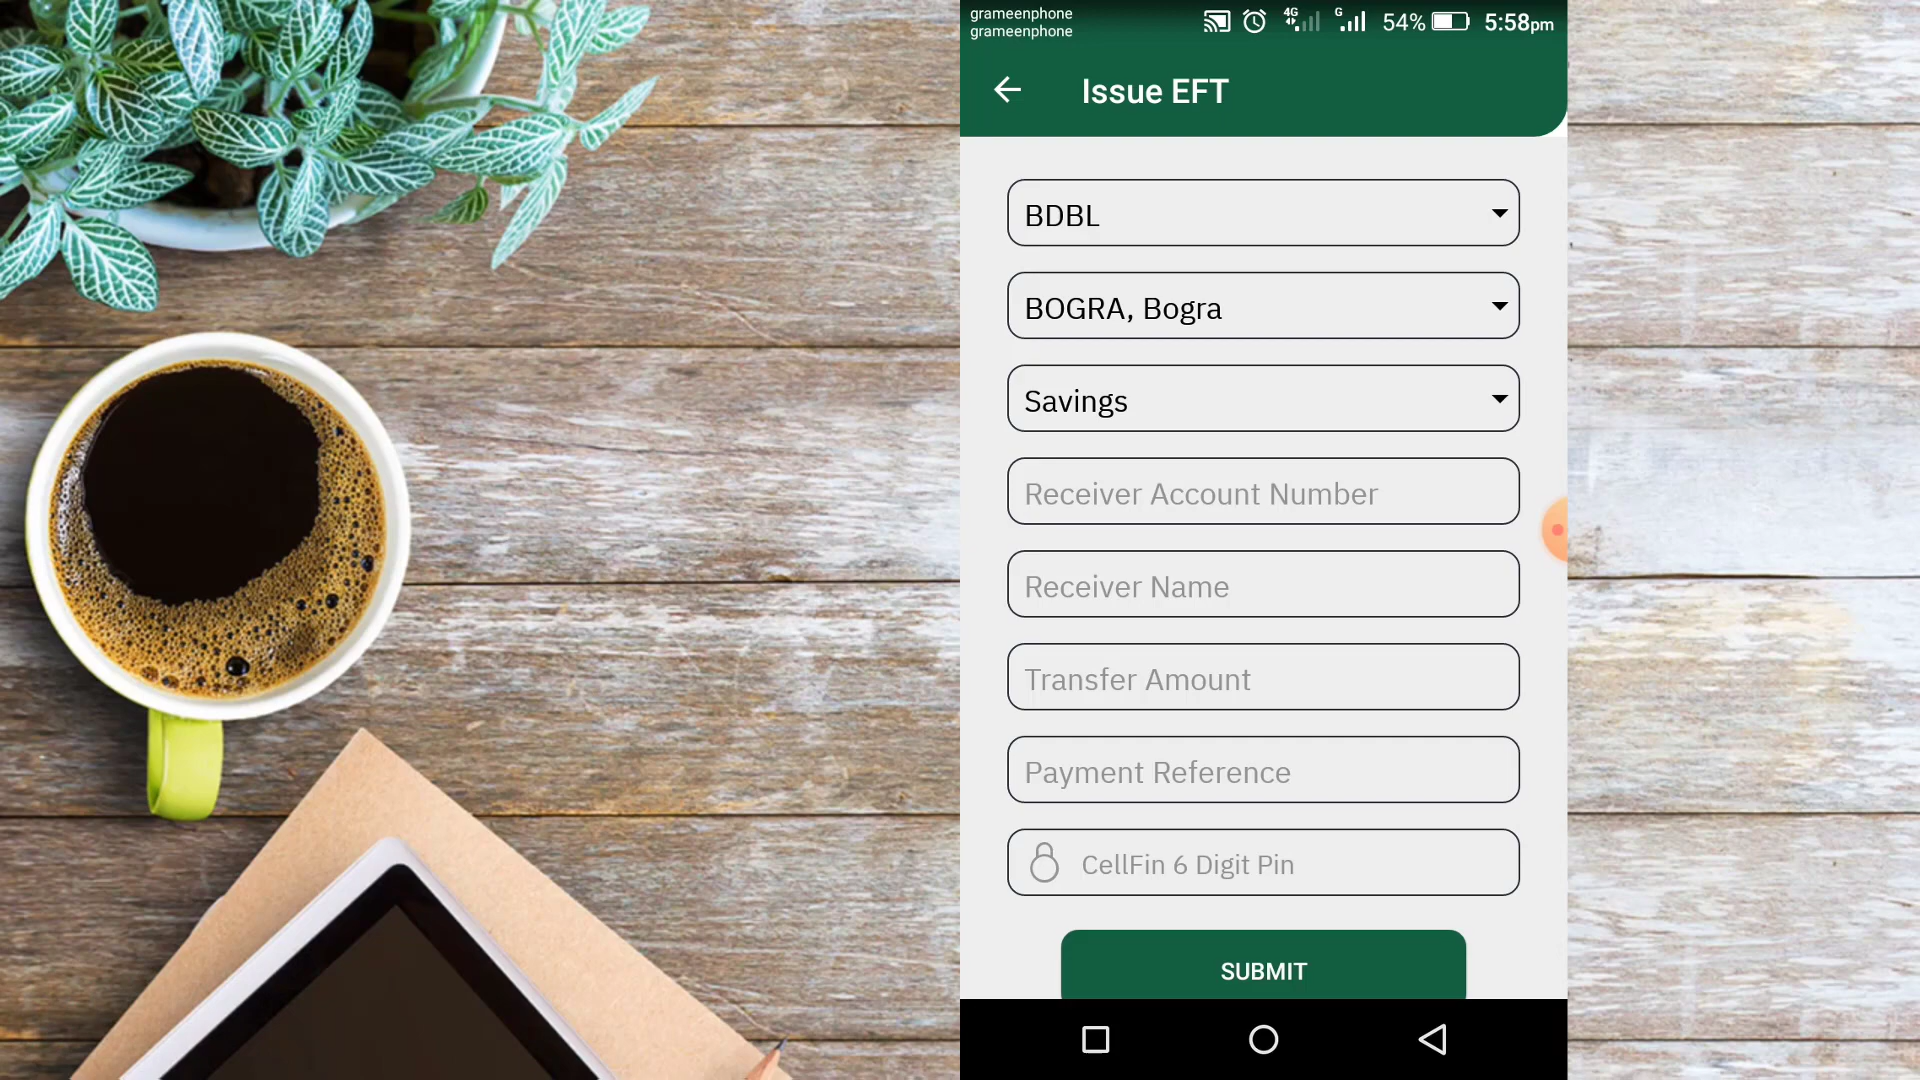 grameenphone
grameenphone
4G G 54% 5:58pm
Issue EFT
BDBL
BOGRA, Bogra
Savings
Receiver Account Number
Receiver Name
Transfer Amount
Payment Reference
CellFin 6 Digit Pin
SUBMIT